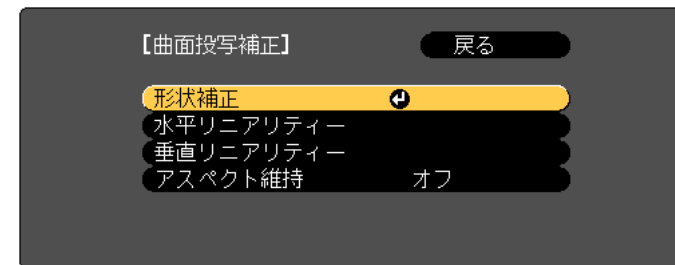 【曲面投写補正】 戻る
形状補正
水平リニアリティー
垂直リニアリティー
アスペクト維持 オフ